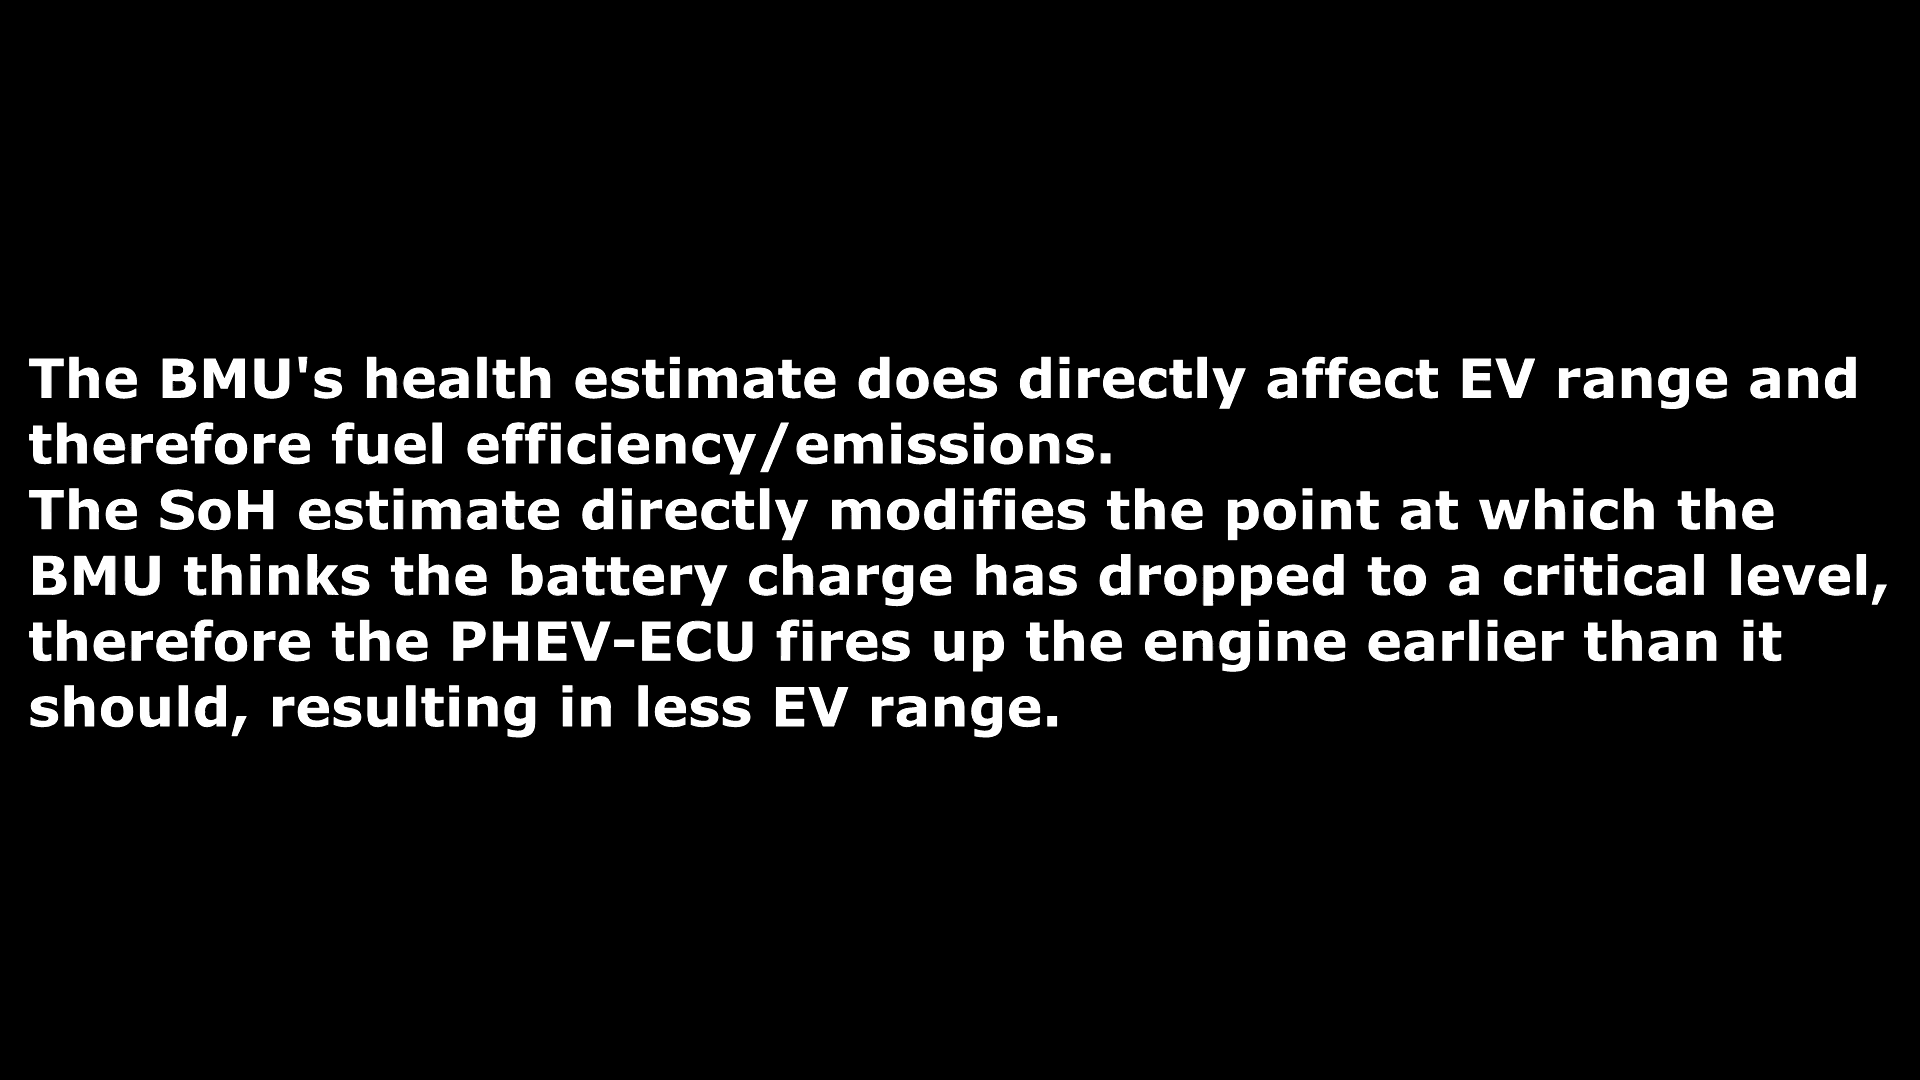 The BMU's health estimate does directly affect EV range and
therefore fuel efficiency/emissions.
The SoH estimate directly modifies the point at which the
BMU thinks the battery charge has dropped to a critical level,
therefore the PHEV-ECU fires up the engine earlier than it
should, resulting in less EV range.